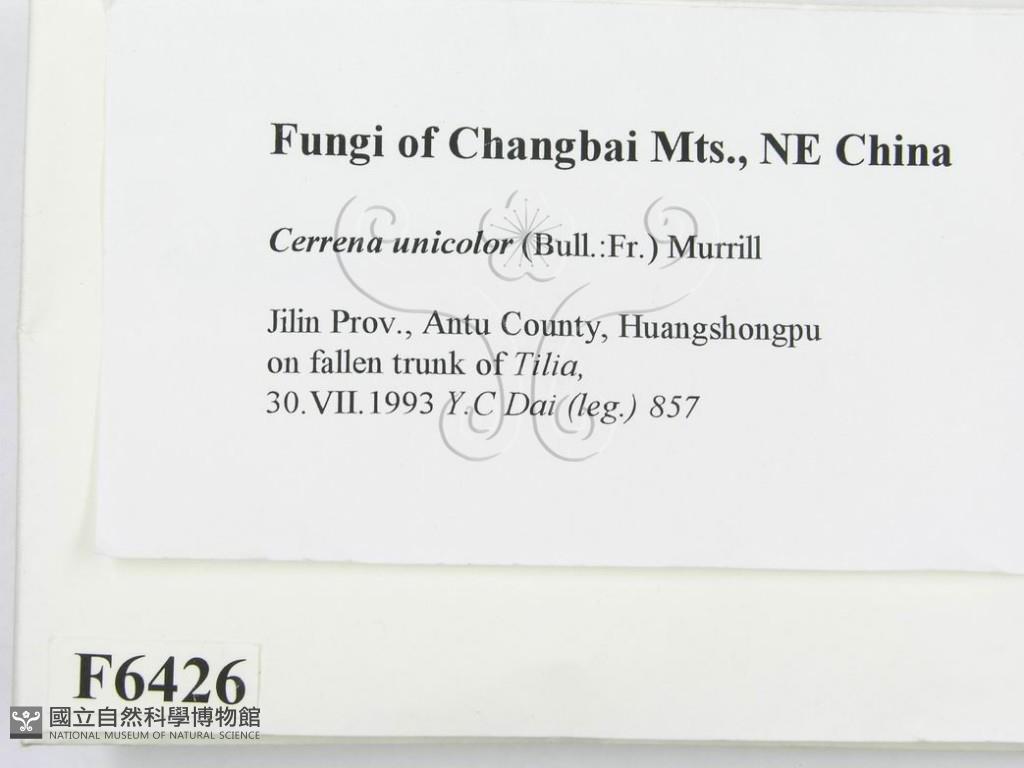 Fungi of Changbai Mts., NE China
Cerrena unicolor (Bull.:Fr.) Murrill
Jilin Prov., Antu County, Huangshongpu
on fallen trunk of Tilia,
30.VII.1993 Y.C Dai (leg.) 857
F6426
國立自然科學博物館
NATIONAL MUSEUM OF NATURAL SCIENCE